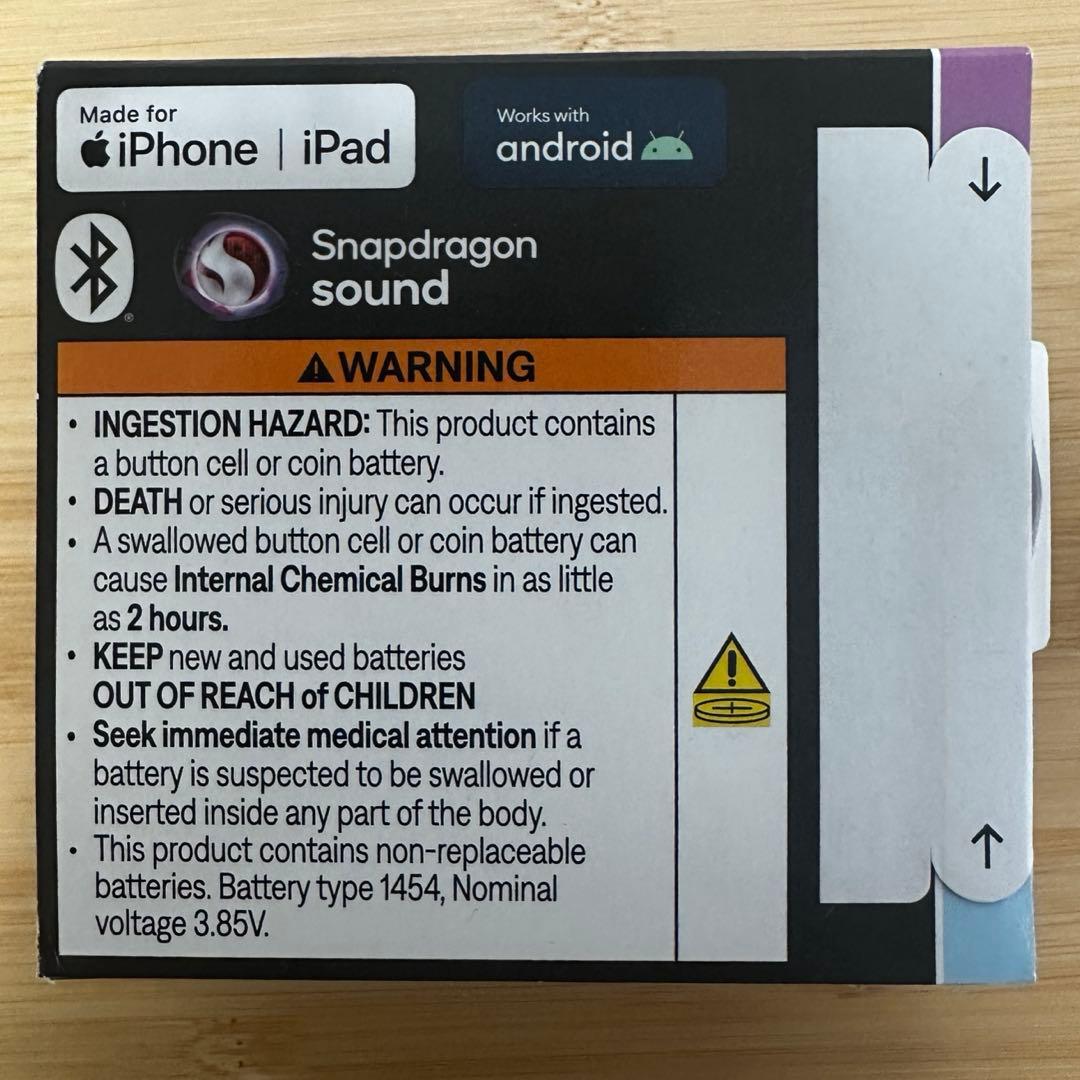 Made for
iPhone | iPad
Works with
android
Snapdragon
sound
WARNING
• INGESTION HAZARD: This product contains
a button cell or coin battery.
• DEATH or serious injury can occur if ingested.
• A swallowed button cell or coin battery can
cause Internal Chemical Burns in as little
as 2 hours.
• KEEP new and used batteries
OUT OF REACH of CHILDREN
• Seek immediate medical attention if a
battery is suspected to be swallowed or
inserted inside any part of the body.
• This product contains non-replaceable
batteries. Battery type 1454, Nominal
voltage 3.85V.